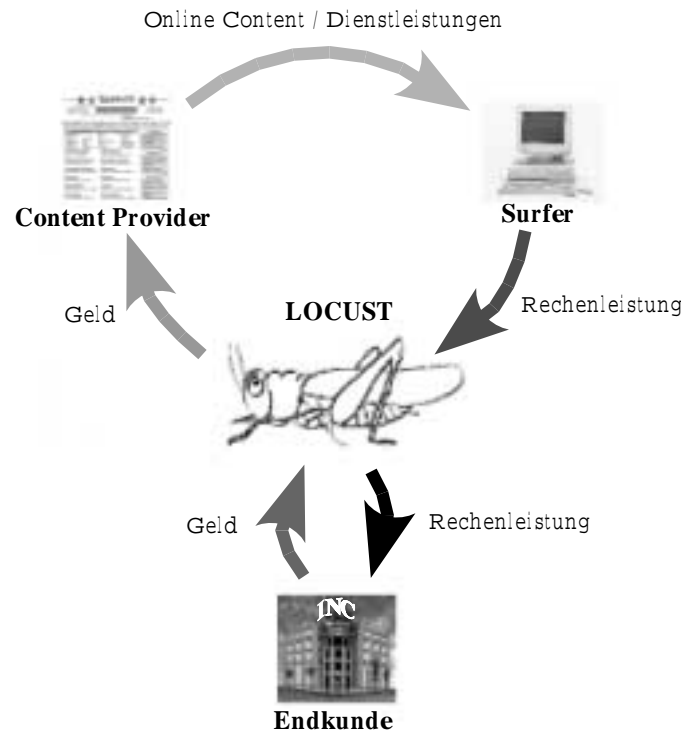 Online Content / Dienstleistungen
Content Provider
Surfer
Geld
LOCUST
Rechenleistung
Geld
Rechenleistung
INC
Endkunde